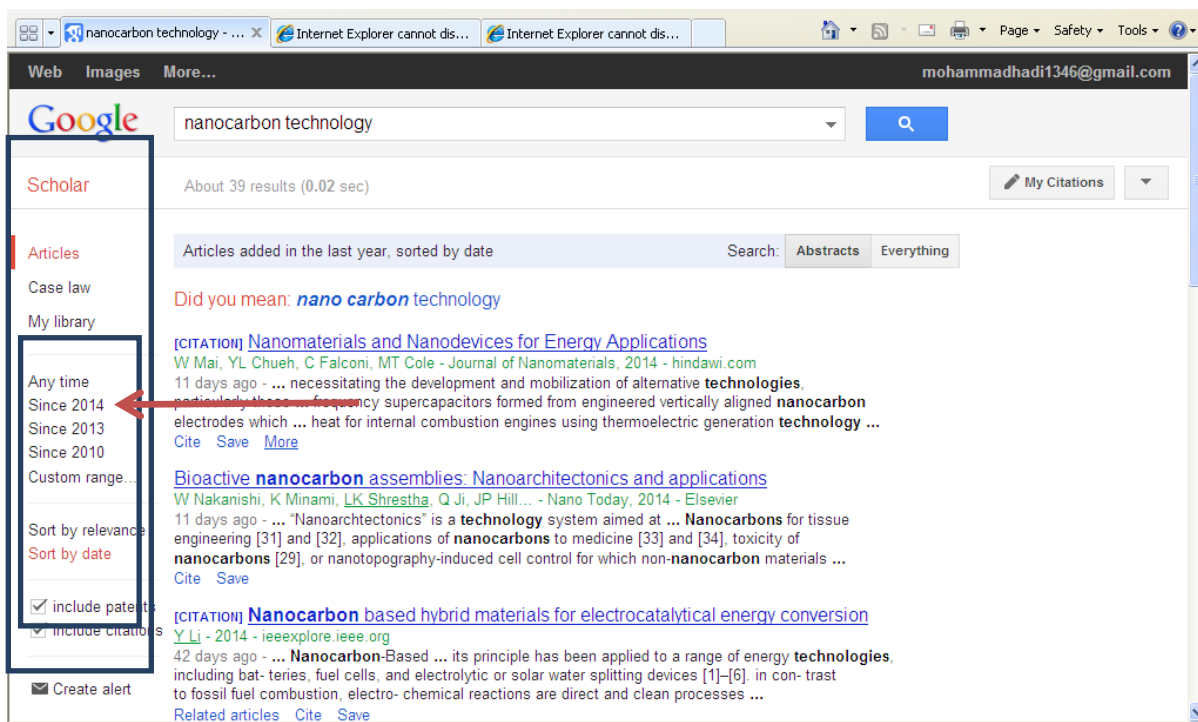 nanocarbon technology - ...
Internet Explorer cannot dis...
Internet Explorer cannot dis...
Page
Safety
Tools
Web Images More...
mohammadhadi1346@gmail.com
Google
nanocarbon technology
Scholar
About 39 results (0.02 sec)
My Citations
Articles
Case law
My library
Any time
Since 2014
Since 2013
Since 2010
Custom range...
Sort by relevance
Sort by date
include patents
include citations
Create alert
Articles added in the last year, sorted by date
Search: Abstracts Everything
Did you mean: nano carbon technology
[CITATION] Nanomaterials and Nanodevices for Energy Applications
W Mai, YL Chueh, C Falconi, MT Cole - Journal of Nanomaterials, 2014 - hindawi.com
11 days ago - ... necessitating the development and mobilization of alternative technologies,
particularly those ... frequency supercapacitors formed from engineered vertically aligned nanocarbon
electrodes which ... heat for internal combustion engines using thermoelectric generation technology ...
Cite Save More
Bioactive nanocarbon assemblies: Nanoarchitectonics and applications
W Nakanishi, K Minami, LK Shrestha, Q Ji, JP Hill... - Nano Today, 2014 - Elsevier
11 days ago - ... “Nanoarchtectonics” is a technology system aimed at ... Nanocarbons for tissue
engineering [31] and [32], applications of nanocarbons to medicine [33] and [34], toxicity of
nanocarbons [29], or nanotopography-induced cell control for which non-nanocarbon materials ...
Cite Save
[CITATION] Nanocarbon based hybrid materials for electrocatalytical energy conversion
Y Li - 2014 - ieeexplore.ieee.org
42 days ago - ... Nanocarbon-Based ... its principle has been applied to a range of energy technologies,
including bat- teries, fuel cells, and electrolytic or solar water splitting devices [1]–[6]. in con- trast
to fossil fuel combustion, electro- chemical reactions are direct and clean processes ...
Related articles Cite Save